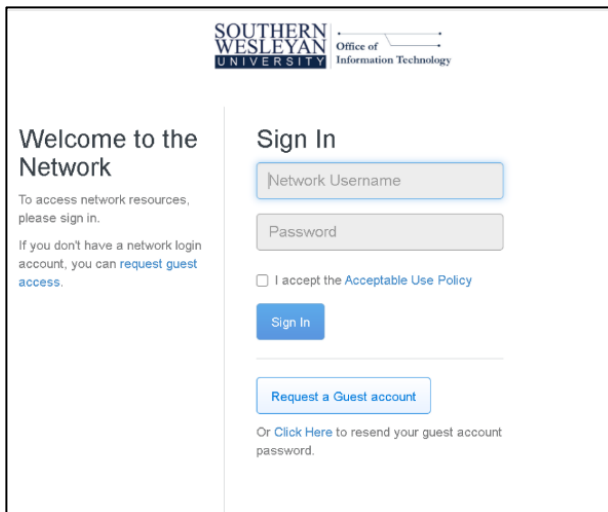 SOUTHERN
WESLEYAN
UNIVERSITY
Office of
Information Technology
Welcome to the
Network
To access network resources,
please sign in.
If you don't have a network login
account, you can request guest
access.
Sign In
Network Username
Password
I accept the Acceptable Use Policy
Sign In
Request a Guest account
Or Click Here to resend your guest account
password.